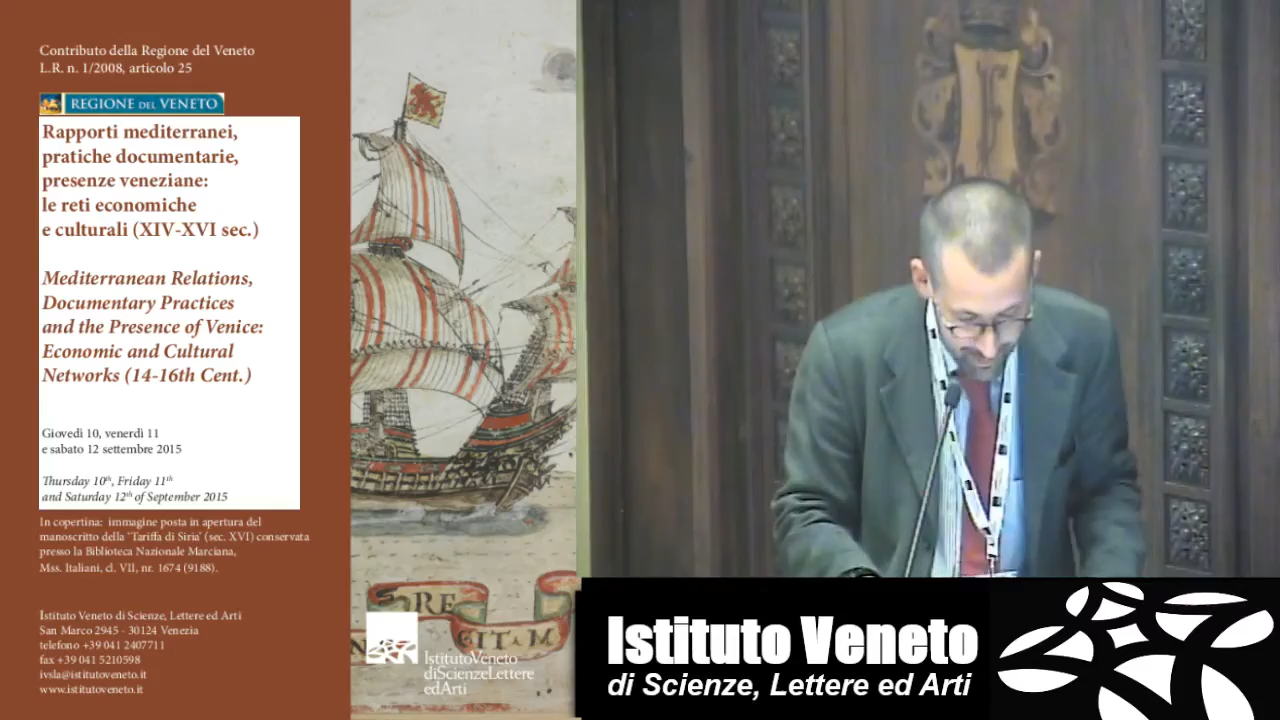 Contributo della Regione del Veneto
L.R. n. 1/2008, articolo 25
REGIONE DEL VENETO
Rapporti mediterranei,
pratiche documentarie,
presenze veneziane:
le reti economiche
e culturali (XIV-XVI sec.)
Mediterranean Relations,
Documentary Practices
and the Presence of Venice:
Economic and Cultural
Networks (14-16th Cent.)
Giovedì 10, venerdì 11
e sabato 12 settembre 2015
Thursday 10th, Friday 11th
and Saturday 12th of September 2015
In copertina: immagine posta in apertura del
manoscritto della 'Tariffa di Siria' (sec. XVI) conservata
presso la Biblioteca Nazionale Marciana,
Mss. Italiani, cl. VII, nr. 1674 (9188).
Istituto Veneto di Scienze, Lettere ed Arti
San Marco 2945 - 30124 Venezia
telefono +39 041 2407711
fax +39 041 5210598
ivsla@istitutoveneto.it
www.istitutoveneto.it
RE
GITAM
IstitutoVeneto
diScienzeLettere
edArti
Istituto Veneto
di Scienze, Lettere ed Arti